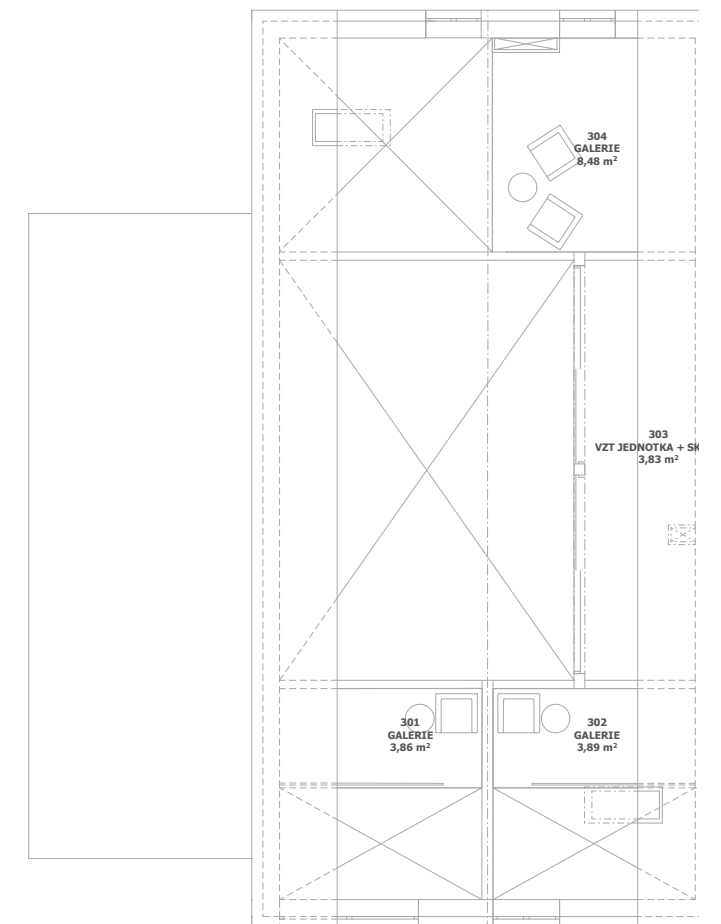 304
GALERIE
8,48 m²
303
VZT JEDNOTKA + SK
3,83 m²
301
GALERIE
3,86 m²
302
GALERIE
3,89 m²